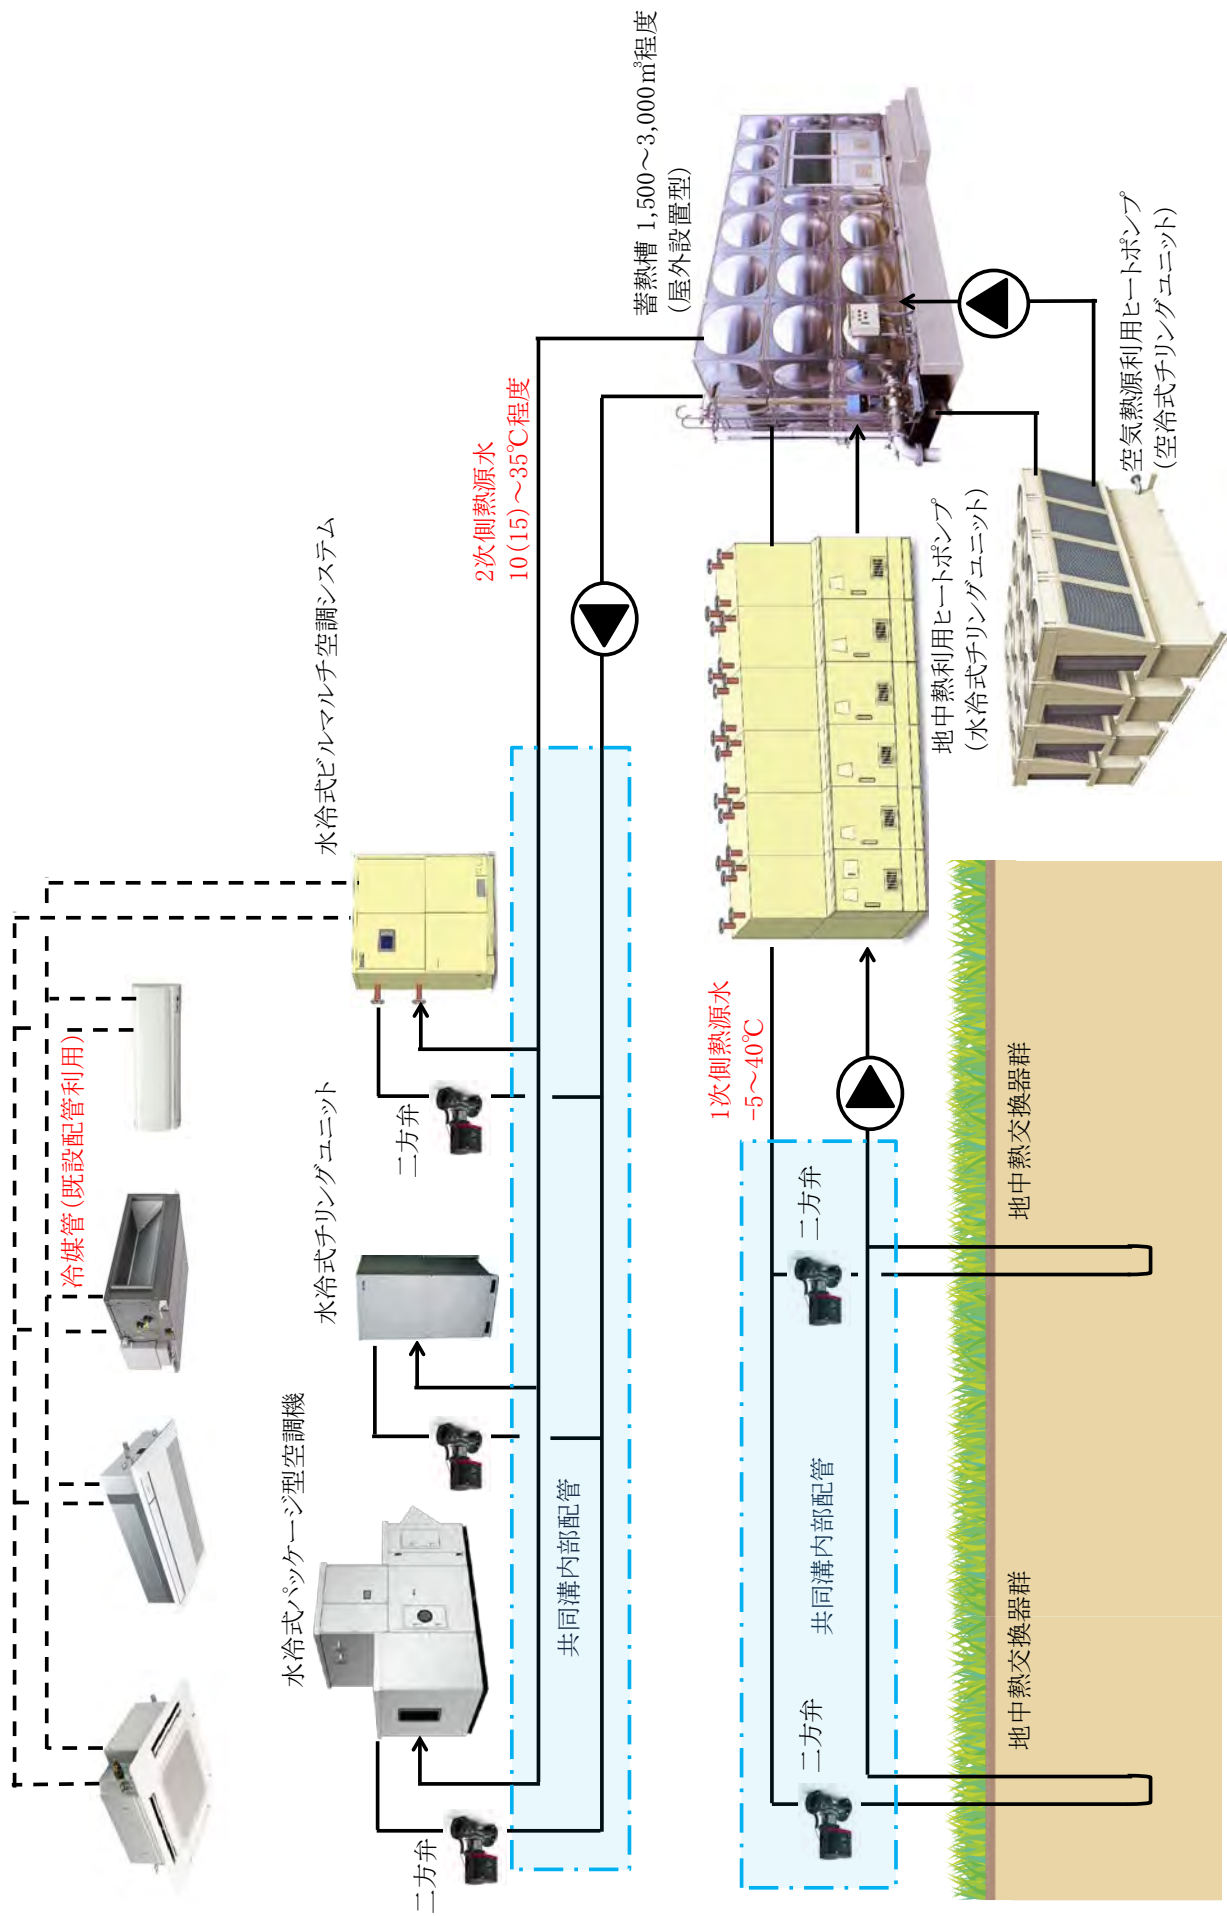 冷媒管(既設配管利用)
水冷式パッケージ型空調機
水冷式チリングユニット
水冷式ビルマルチ空調システム
二方弁
二方弁
2次側熱源水
10(15)～35℃程度
蓄熱槽 1,500～3,000㎥程度
(屋外設置型)
共同溝内部配管
1次側熱源水
-5～40℃
二方弁
二方弁
共同溝内部配管
地中熱利用ヒートポンプ
(水冷式チリングユニット)
空気熱源利用ヒートポンプ
(空冷式チリングユニット)
地中熱交換器群
地中熱交換器群